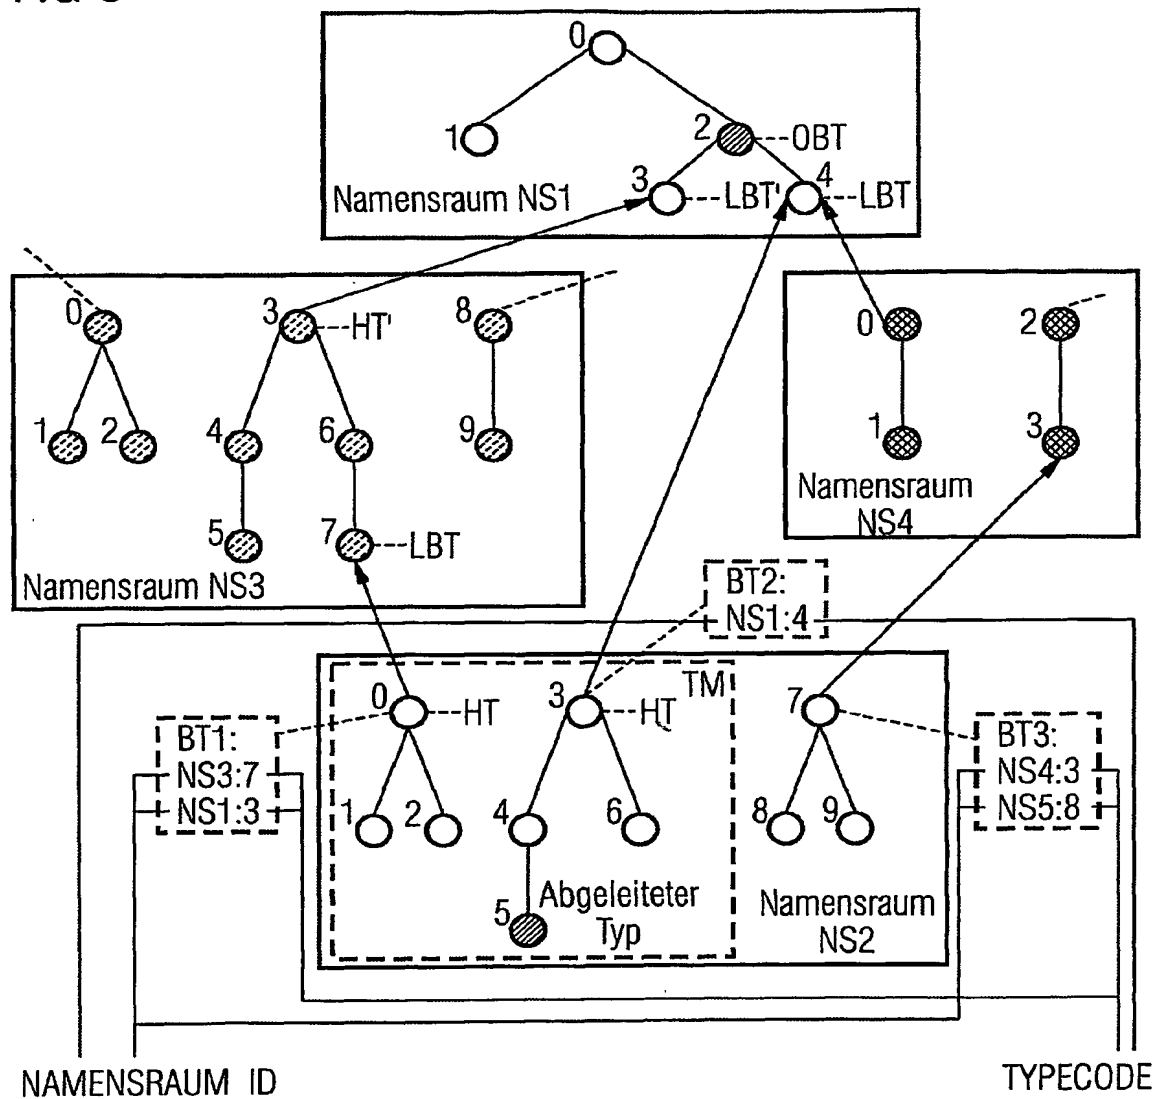 0
1
2
OBT
3
LBT'
4
LBT
Namensraum NS1
0
3
HT'
8
0
2
1
2
4
6
9
1
3
5
7
LBT
Namensraum NS3
Namensraum
NS4
BT2:
NS1:4
TM
0
HT
3
HT
7
BT1:
NS3:7
NS1:3
BT3:
NS4:3
NS5:8
1
2
4
6
8
9
5
Abgeleiteter
Typ
Namensraum
NS2
NAMENSRAUM ID
TYPECODE